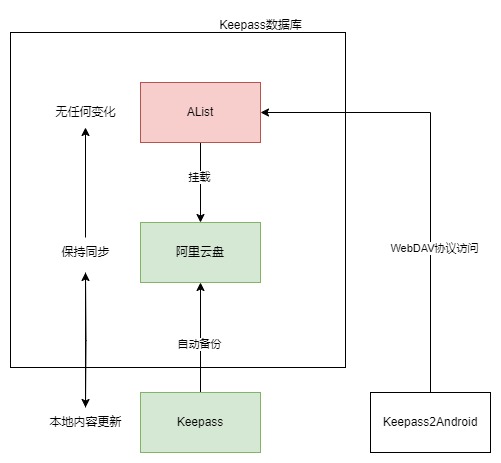 Keepass数据库
无任何变化
AList
挂载
保持同步
阿里云盘
WebDAV协议访问
自动备份
本地内容更新
Keepass
Keepass2Android